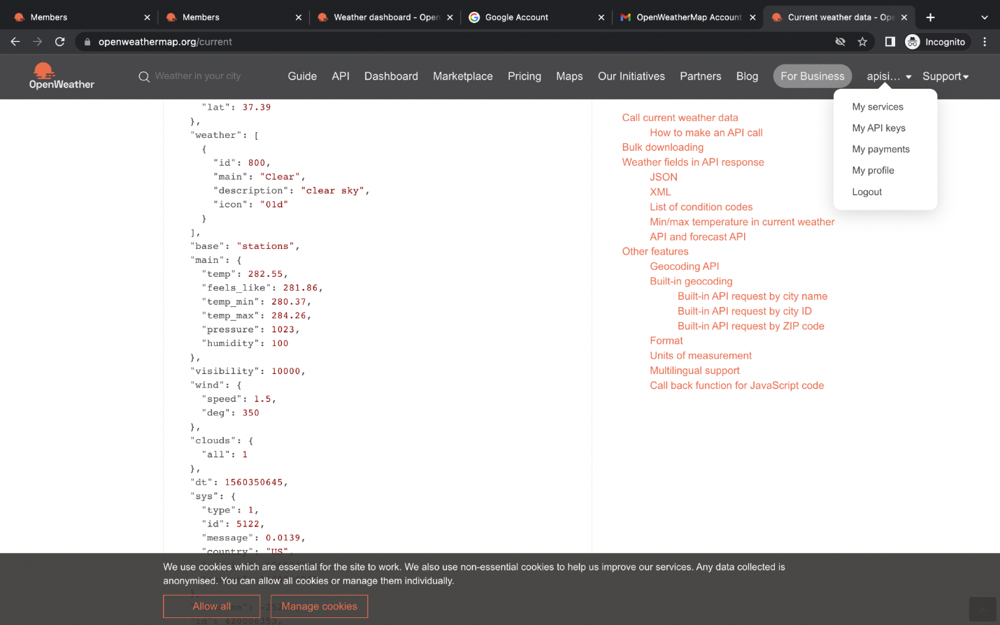 Members
Members
Weather dashboard - Open
Google Account
OpenWeatherMap Account
Current weather data - Ope
openweathermap.org/current
Incognito
OpenWeather
Weather in your city
Guide
API
Dashboard
Marketplace
Pricing
Maps
Our Initiatives
Partners
Blog
For Business
apisi...
Support
My services
My API keys
My payments
My profile
Logout
"lat": 37.39
},
"weather": [
{
"id": 800,
"main": "Clear",
"description": "clear sky",
"icon": "01d"
}
],
"base": "stations",
"main": {
"temp": 282.55,
"feels_like": 281.86,
"temp_min": 280.37,
"temp_max": 284.26,
"pressure": 1023,
"humidity": 100
},
"visibility": 10000,
"wind": {
"speed": 1.5,
"deg": 350
},
"clouds": {
"all": 1
},
"dt": 1560350645,
"sys": {
"type": 1,
"id": 5122,
"message": 0.0139,
"country": "US",
Call current weather data
How to make an API call
Bulk downloading
Weather fields in API response
JSON
XML
List of condition codes
Min/max temperature in current weather
API and forecast API
Other features
Geocoding API
Built-in geocoding
Built-in API request by city name
Built-in API request by city ID
Built-in API request by ZIP code
Format
Units of measurement
Multilingual support
Call back function for JavaScript code
We use cookies which are essential for the site to work. We also use non-essential cookies to help us improve our services. Any data collected is
anonymised. You can allow all cookies or manage them individually.
Allow all
Manage cookies
"id": 420006353,